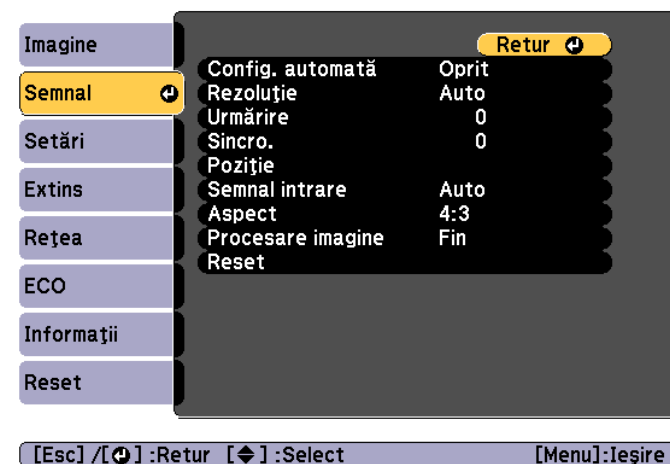 Imagine
Semnal
Setări
Extins
Reţea
ECO
Informaţii
Reset
Retur
Config. automată Oprit
Rezoluţie Auto
Urmărire 0
Sincro. 0
Poziţie
Semnal intrare Auto
Aspect 4:3
Procesare imagine Fin
Reset
[Esc] /[⏎] :Retur [◆] :Select [Menu]:Ieşire